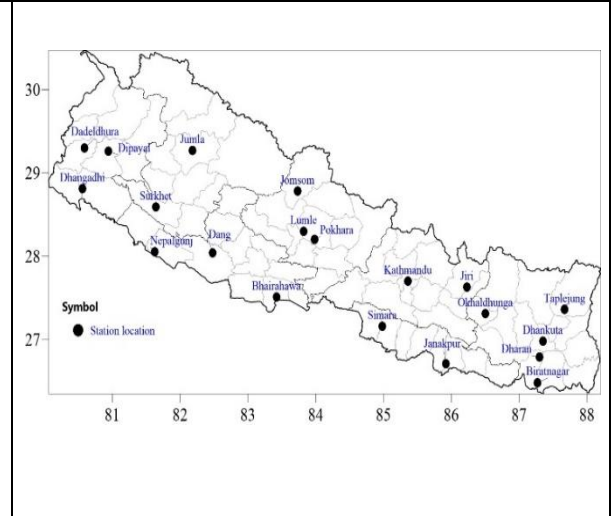 30
Dadeldhura
Dipayal
Jumla
29
Dhangadhi
Jomsom
Surkhet
Lumle
Pokhara
Nepalgunj
Dang
28
Kathmandu
Jiri
Bhairahawa
Okhaldhunga
Taplejung
Symbol
Simara
Station location
Dhankuta
27
Janakpur
Dharan
Biratnagar
81 82 83 84 85 86 87 88